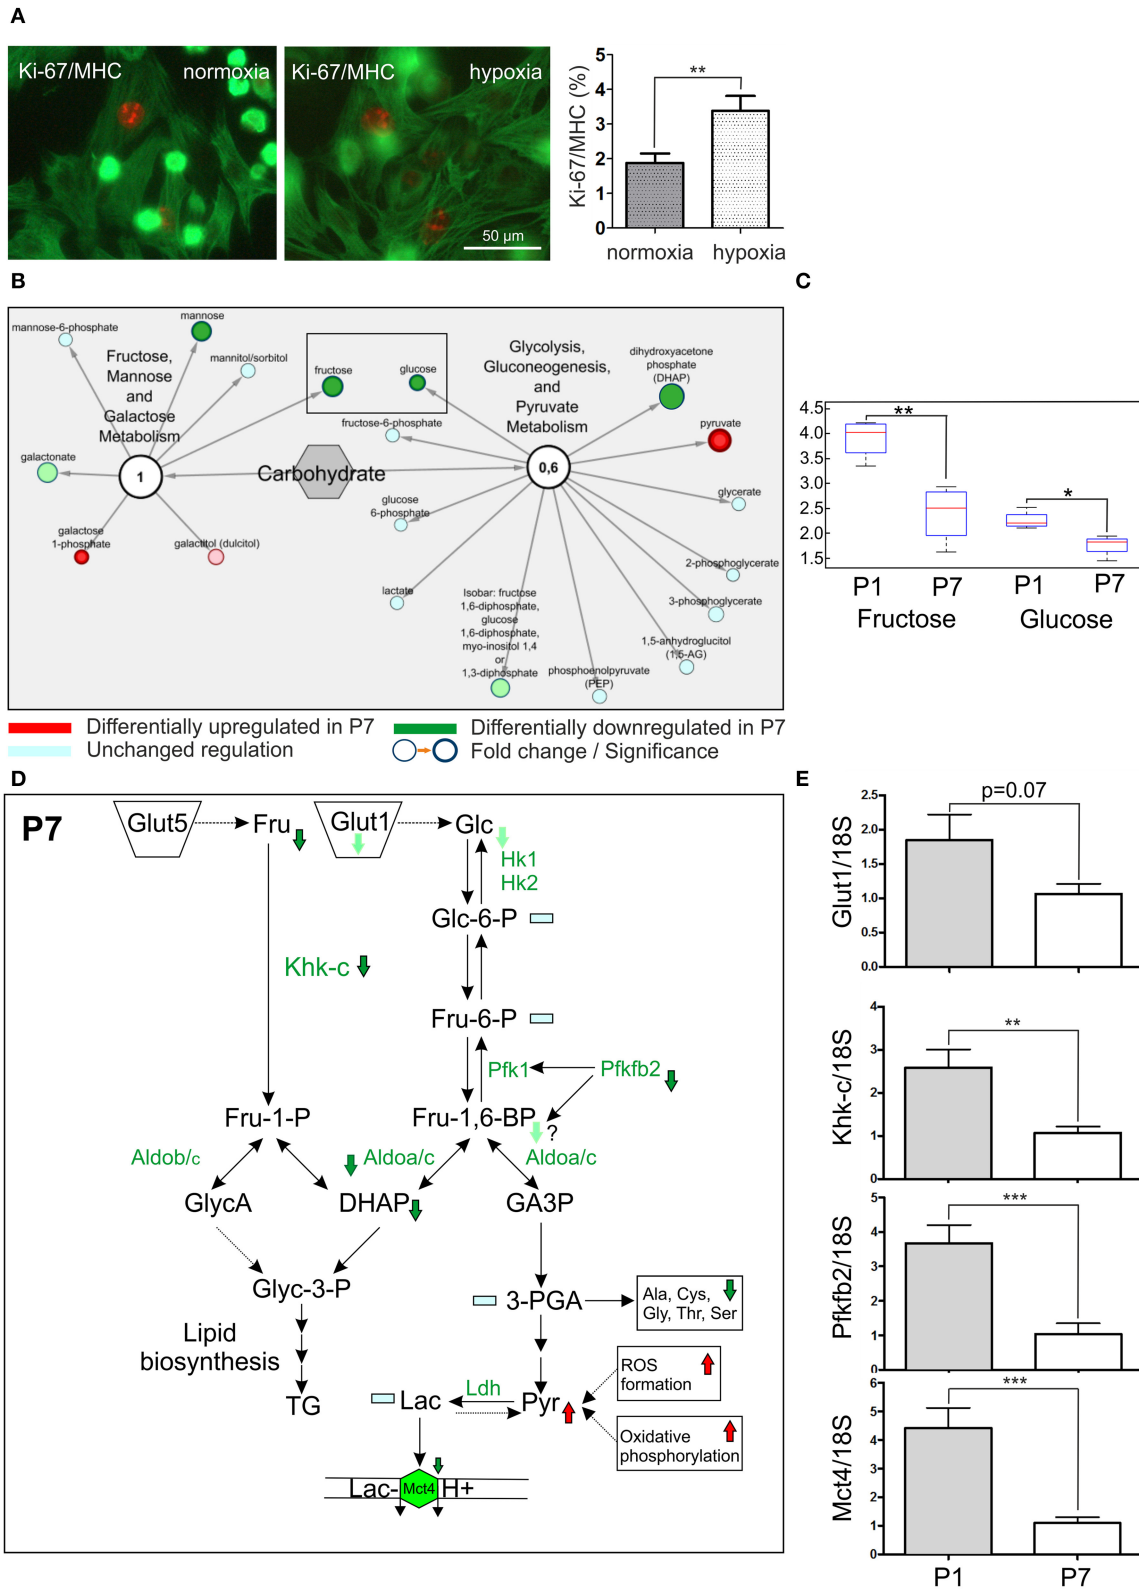 A
Ki-67/MHC normoxia
Ki-67/MHC hypoxia
50 µm
Ki-67/MHC (%)
5
4
3
2
1
0
**
normoxia hypoxia
B
mannose-6-phosphate
mannose
mannitol/sorbitol
Fructose,
Mannose
and
Galactose
Metabolism
galactonate
1
galactose
1-phosphate
galactitol (dulcitol)
fructose
glucose
Carbohydrate
Glycolysis,
Gluconeogenesis,
and
Pyruvate
Metabolism
0,6
dihydroxyacetone
phosphate
(DHAP)
pyruvate
fructose-6-phosphate
glucose
6-phosphate
glycerate
lactate
2-phosphoglycerate
3-phosphoglycerate
1,5-anhydroglucitol
(1,5-AG)
phosphoenolpyruvate
(PEP)
Isobar: fructose
1,6-diphosphate,
glucose
1,6-diphosphate,
myo-inositol 1,4
or
1,3-diphosphate
Differentially upregulated in P7
Differentially downregulated in P7
Unchanged regulation
Fold change / Significance
C
4.5
4.0
3.5
3.0
2.5
2.0
1.5
**
*
P1 P7 P1 P7
Fructose Glucose
D
P7
Glut5 Fru Glut1 Glc
Hk1
Hk2
Glc-6-P
Khk-c
Fru-6-P
Pfk1 Pfkfb2
Fru-1-P Fru-1,6-BP
?
Aldob/c Aldoa/c Aldoa/c
GlycA DHAP GA3P
Glyc-3-P 3-PGA
Ala, Cys,
Gly, Thr, Ser
Lipid
biosynthesis
TG
Lac Ldh Pyr
ROS
formation
Oxidative
phosphorylation
Lac- Mct4 H+
E
Glut1/18S
2.5
2.0
1.5
1.0
0.5
0.0
p=0.07
Khk-c/18S
4
3
2
1
0
**
Pfkfb2/18S
5
4
3
2
1
0
***
Mct4/18S
6
5
4
3
2
1
0
***
P1 P7